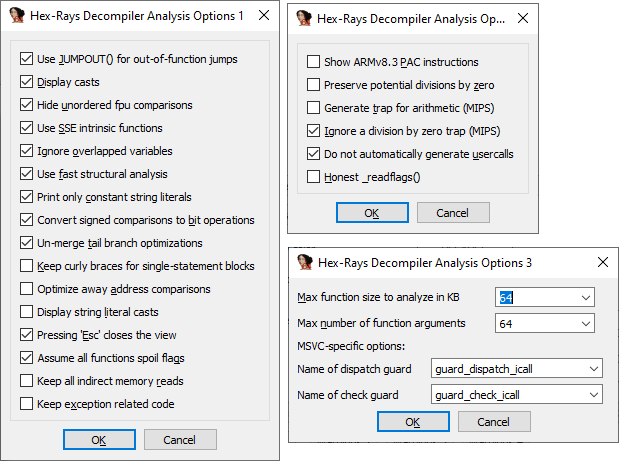 Hex-Rays Decompiler Analysis Options 1
Use JUMPOUT() for out-of-function jumps
Display casts
Hide unordered fpu comparisons
Use SSE intrinsic functions
Ignore overlapped variables
Use fast structural analysis
Print only constant string literals
Convert signed comparisons to bit operations
Un-merge tail branch optimizations
Keep curly braces for single-statement blocks
Optimize away address comparisons
Display string literal casts
Pressing 'Esc' closes the view
Assume all functions spoil flags
Keep all indirect memory reads
Keep exception related code
OK Cancel
Hex-Rays Decompiler Analysis Op...
Show ARMv8.3 PAC instructions
Preserve potential divisions by zero
Generate trap for arithmetic (MIPS)
Ignore a division by zero trap (MIPS)
Do not automatically generate usercalls
Honest _readflags()
OK Cancel
Hex-Rays Decompiler Analysis Options 3
Max function size to analyze in KB 64
Max number of function arguments 64
MSVC-specific options:
Name of dispatch guard guard_dispatch_icall
Name of check guard guard_check_icall
OK Cancel